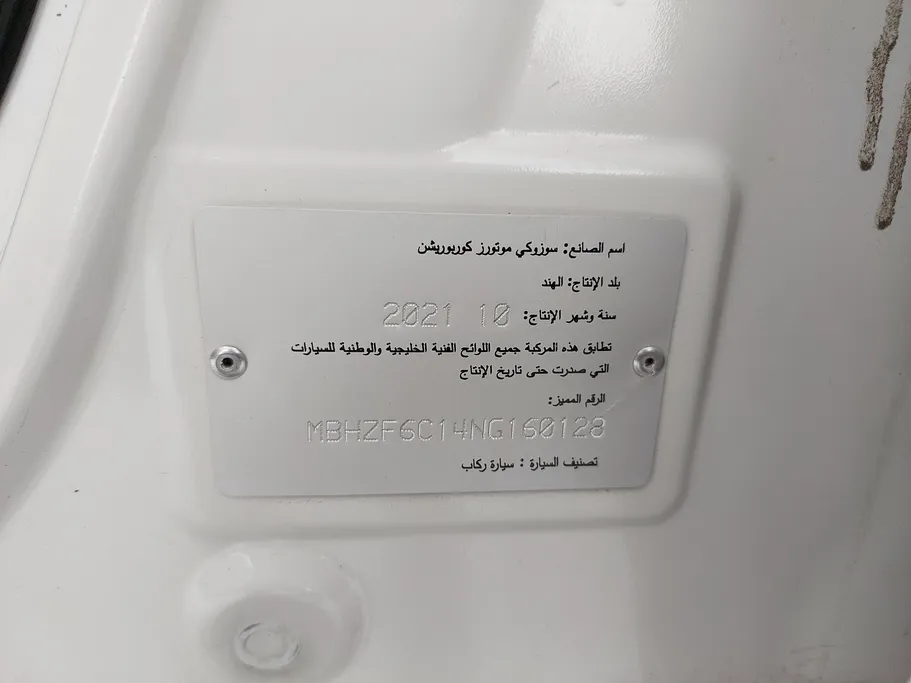 اسم الصانع: سوزوكي موتورز كوربوريشن
بلد الإنتاج: الهند
سنة وشهر الإنتاج: 2021 10
تطابق هذه المركبة جميع اللوائح الفنية الخليجية والوطنية للسيارات
التي صدرت حتى تاريخ الإنتاج
الرقم المميز:
MBHZF6C14NG160128
تصنيف السيارة : سيارة ركاب